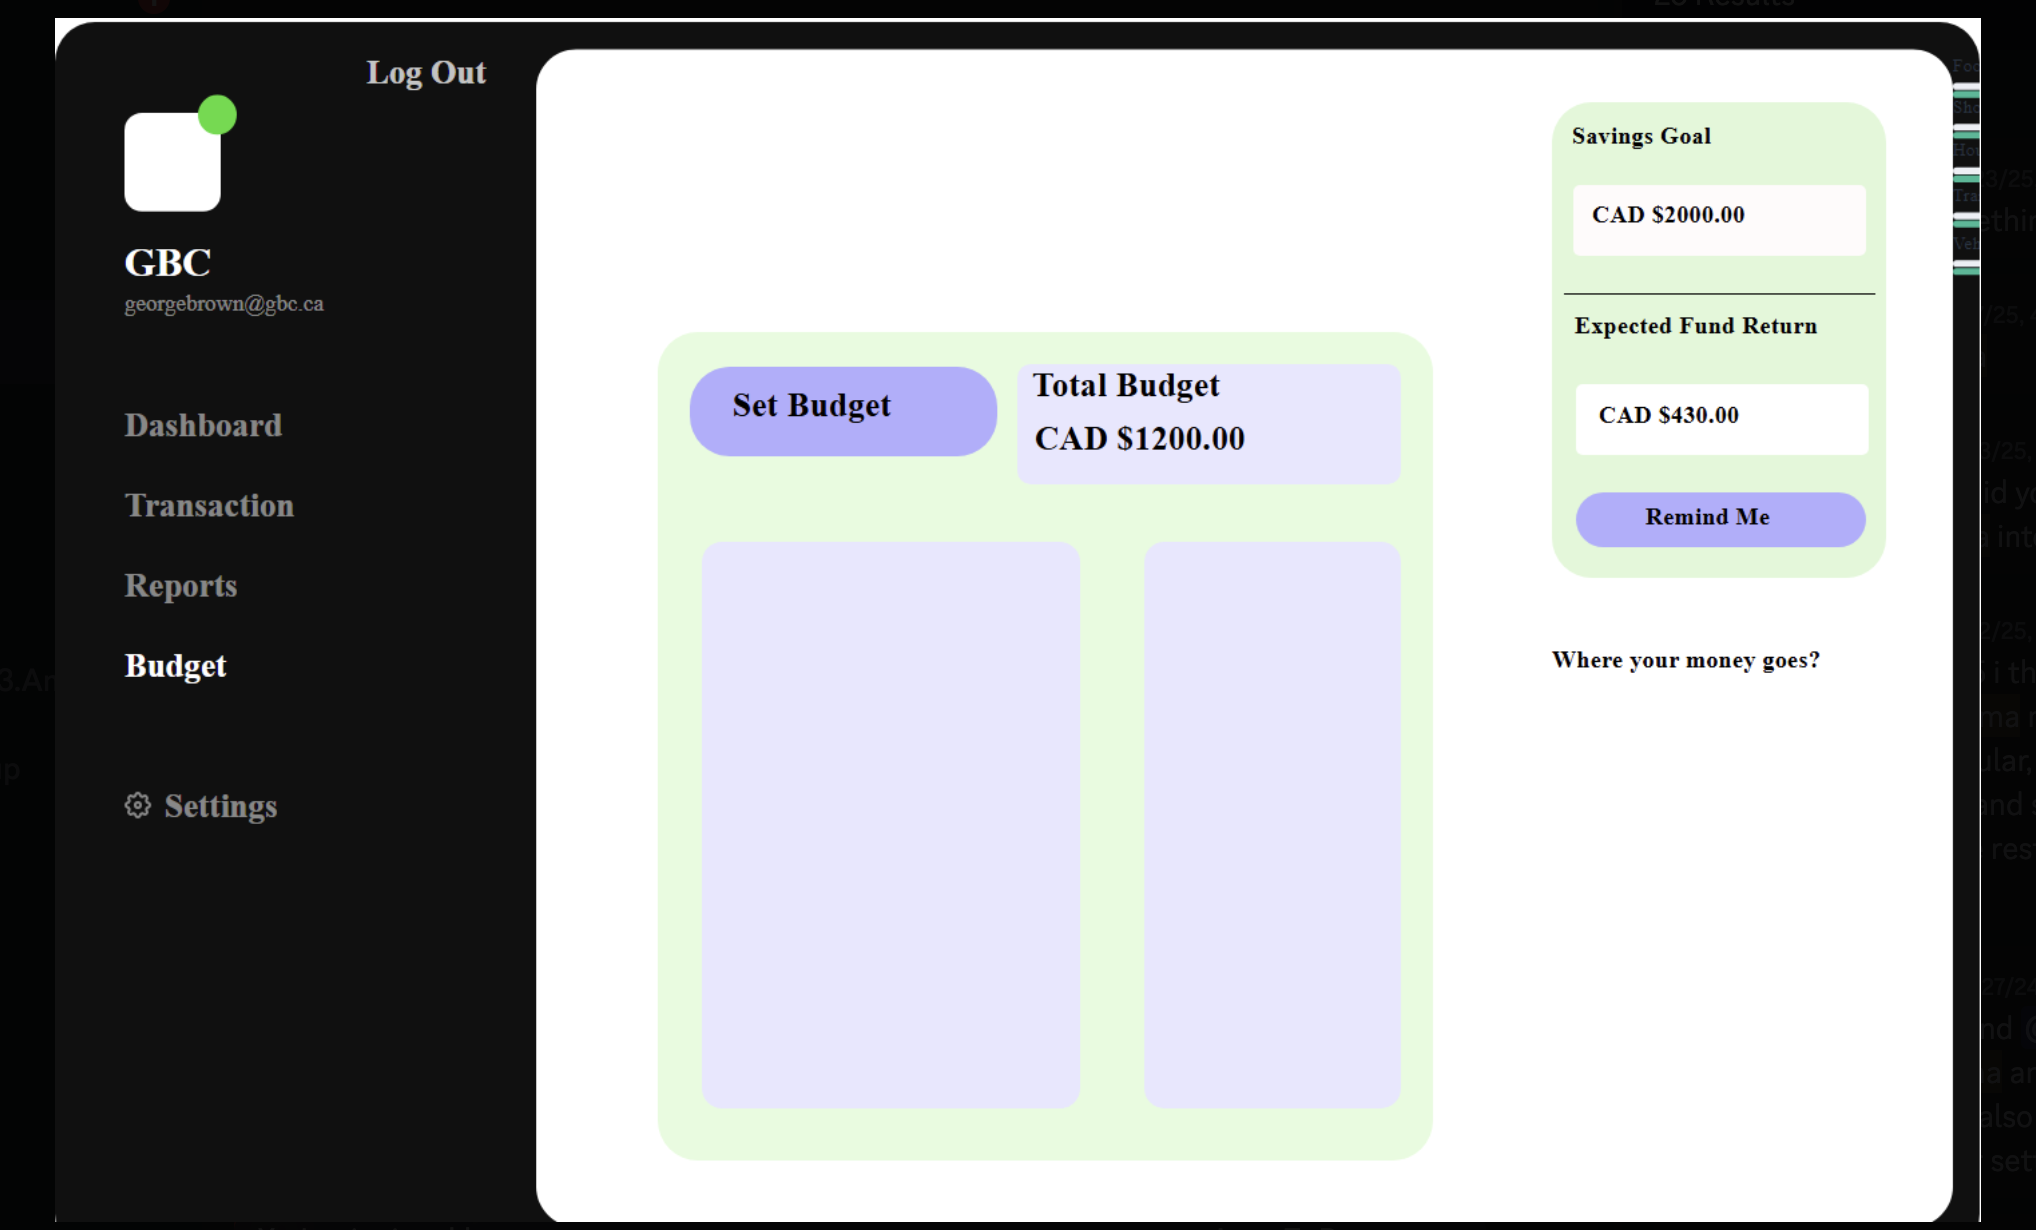 Log Out
GBC
georgebrown@gbc.ca
Dashboard
Transaction
Reports
Budget
Settings
Set Budget
Total Budget
CAD $1200.00
Savings Goal
CAD $2000.00
Expected Fund Return
CAD $430.00
Remind Me
Where your money goes?